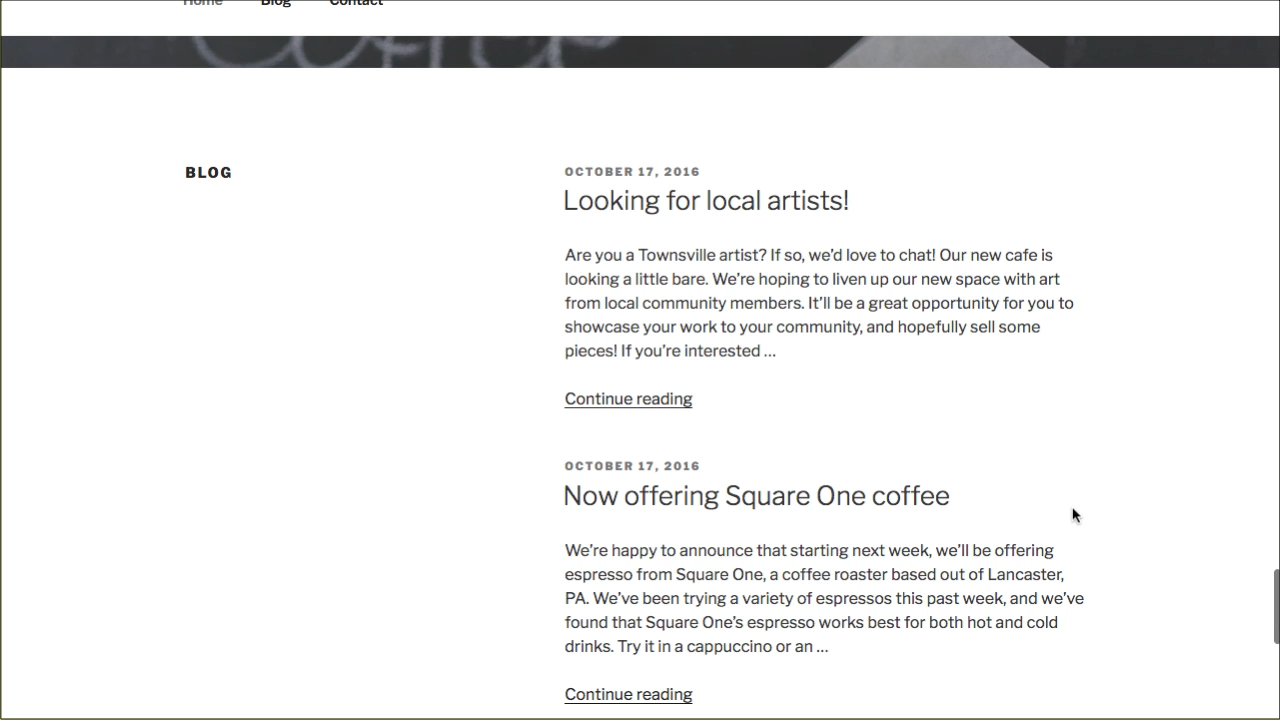 Home Blog Contact
Coffee
BLOG
OCTOBER 17, 2016
Looking for local artists!
Are you a Townsville artist? If so, we’d love to chat! Our new cafe is
looking a little bare. We’re hoping to liven up our new space with art
from local community members. It’ll be a great opportunity for you to
showcase your work to your community, and hopefully sell some
pieces! If you’re interested …
Continue reading
OCTOBER 17, 2016
Now offering Square One coffee
We’re happy to announce that starting next week, we’ll be offering
espresso from Square One, a coffee roaster based out of Lancaster,
PA. We’ve been trying a variety of espressos this past week, and we’ve
found that Square One’s espresso works best for both hot and cold
drinks. Try it in a cappuccino or an …
Continue reading